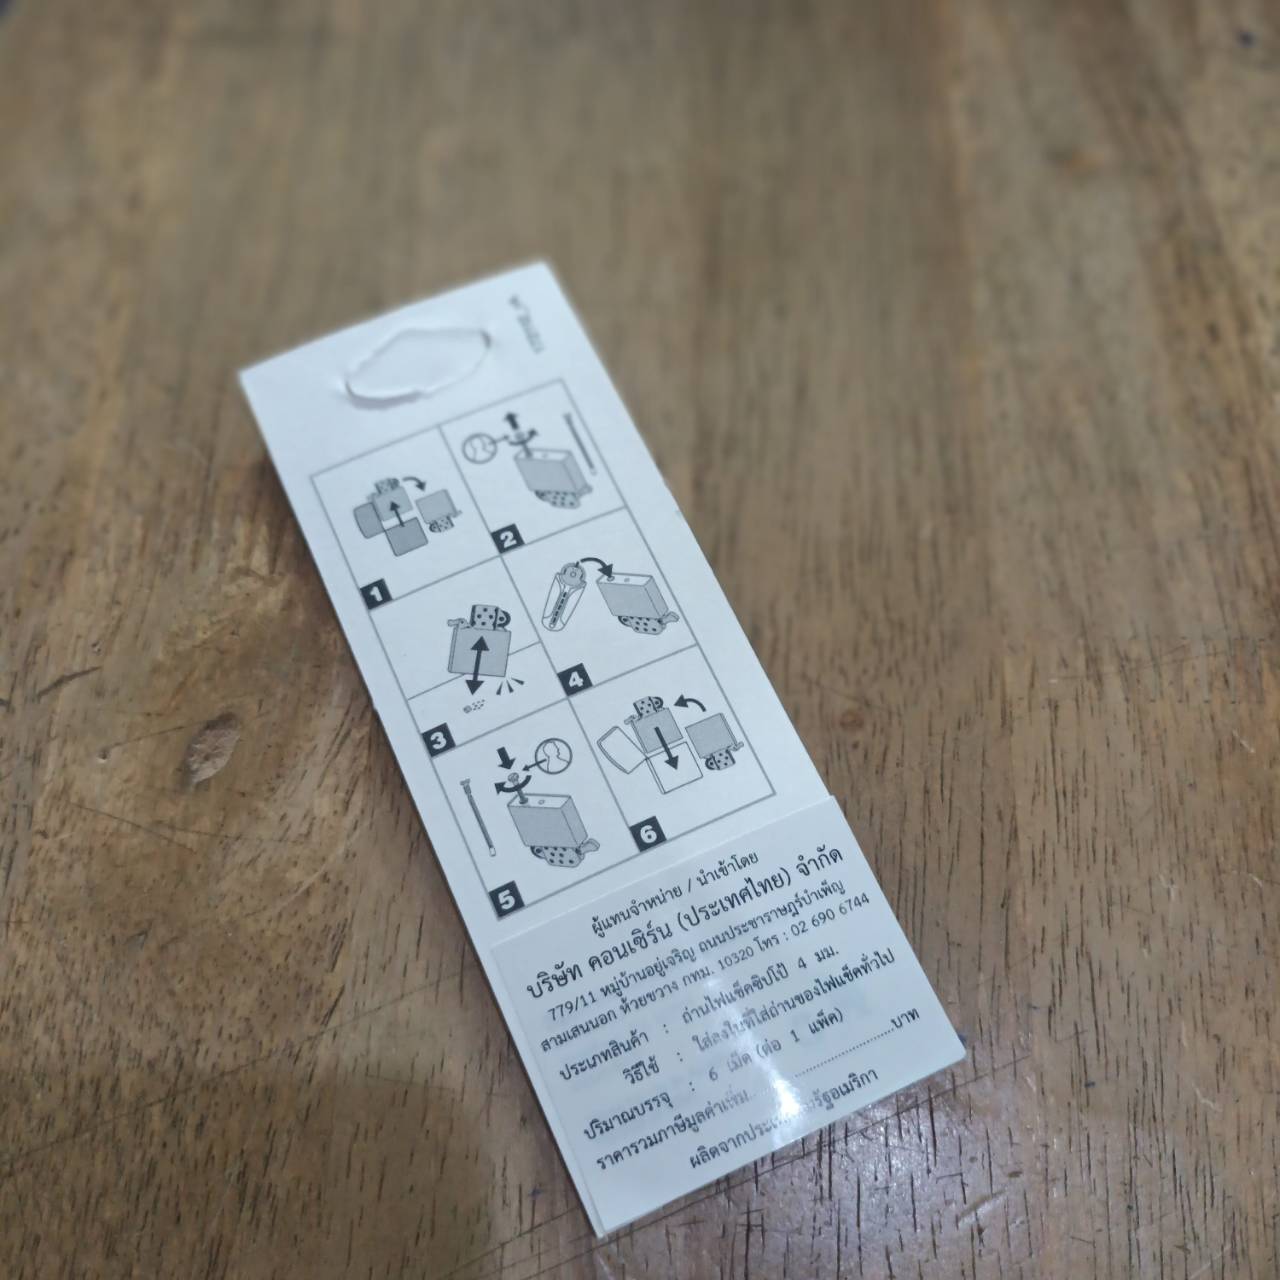 1
2
3
4
5
6
ผู้แทนจำหน่าย / นำเข้าโดย
บริษัท คอนเซิร์น (ประเทศไทย) จำกัด
779/11 หมู่บ้านอยู่เจริญ ถนนประชาราษฎร์บำเพ็ญ
สามเสนนอก ห้วยขวาง กทม. 10320 โทร : 02 690 6744
ประเภทสินค้า : ถ่านไฟแช็คซิปโป้ 4 มม.
วิธีใช้ : ใส่ลงในที่ใส่ถ่านของไฟแช็คทั่วไป
ปริมาณบรรจุ : 6 เม็ด (ต่อ 1 แพ็ค)
ราคารวมภาษีมูลค่าเพิ่ม..............................บาท
ผลิตจากประเทศสหรัฐอเมริกา